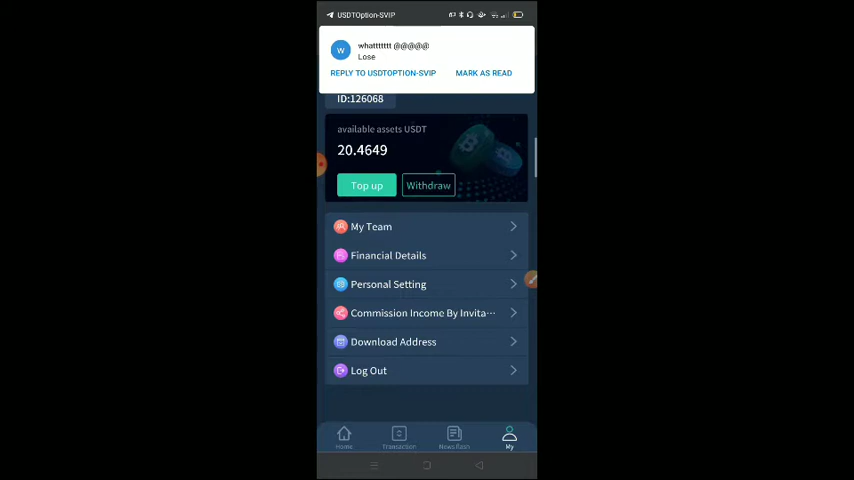 USDTOption-SVIP
w
whattttttt @@@@@
Lose
REPLY TO USDTOPTION-SVIP MARK AS READ
ID:126068
available assets USDT
20.4649
Top up Withdraw
My Team
Financial Details
Personal Setting
Commission Income By Invita···
Download Address
Log Out
Home Transaction News Flash My